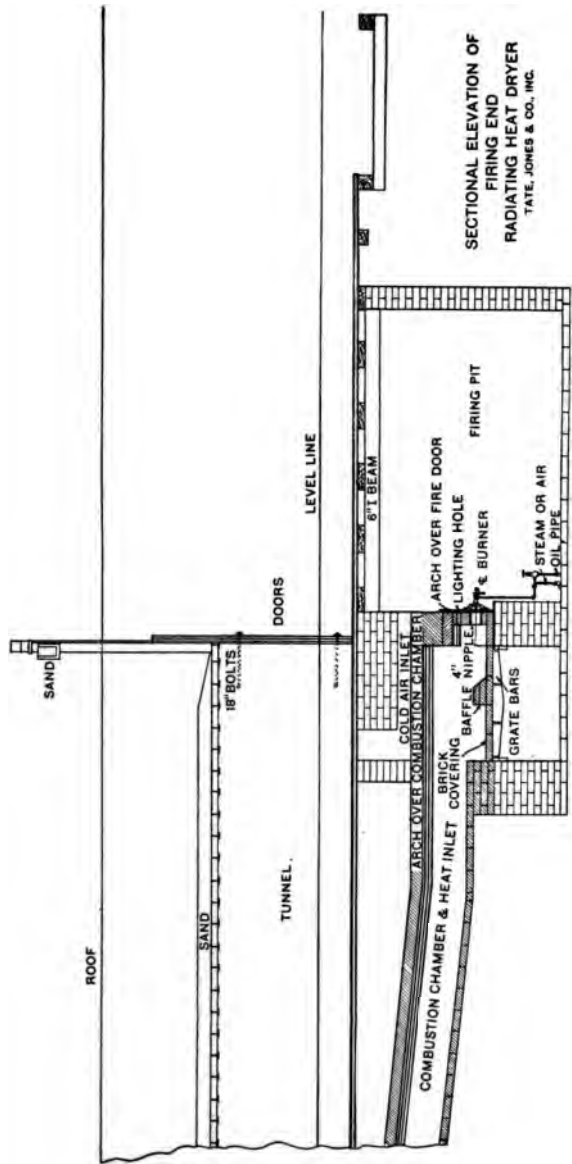 ROOF
SAND
SAND
DOORS
18" BOLTS
TUNNEL.
LEVEL LINE
6" I BEAM
COLD AIR INLET
ARCH OVER COMBUSTION CHAMBER
ARCH OVER FIRE DOOR
LIGHTING HOLE
℄ BURNER
FIRING PIT
4"
NIPPLE
BAFFLE
BRICK
COVERING
GRATE BARS
STEAM OR AIR
OIL PIPE
COMBUSTION CHAMBER & HEAT INLET
SECTIONAL ELEVATION OF
FIRING END
RADIATING HEAT DRYER
TATE, JONES & CO., INC.